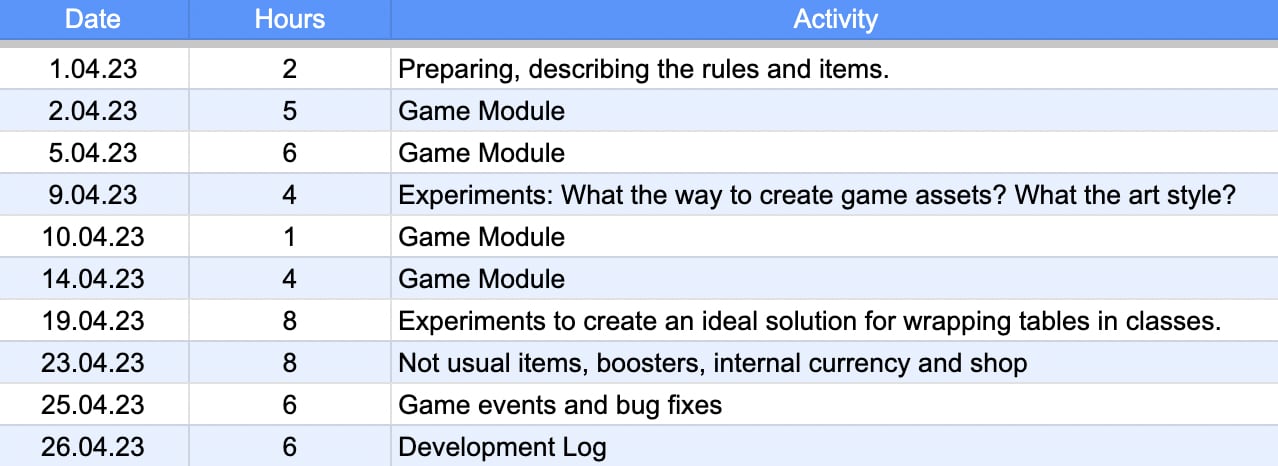 Date Hours Activity
1.04.23 2 Preparing, describing the rules and items.
2.04.23 5 Game Module
5.04.23 6 Game Module
9.04.23 4 Experiments: What the way to create game assets? What the art style?
10.04.23 1 Game Module
14.04.23 4 Game Module
19.04.23 8 Experiments to create an ideal solution for wrapping tables in classes.
23.04.23 8 Not usual items, boosters, internal currency and shop
25.04.23 6 Game events and bug fixes
26.04.23 6 Development Log